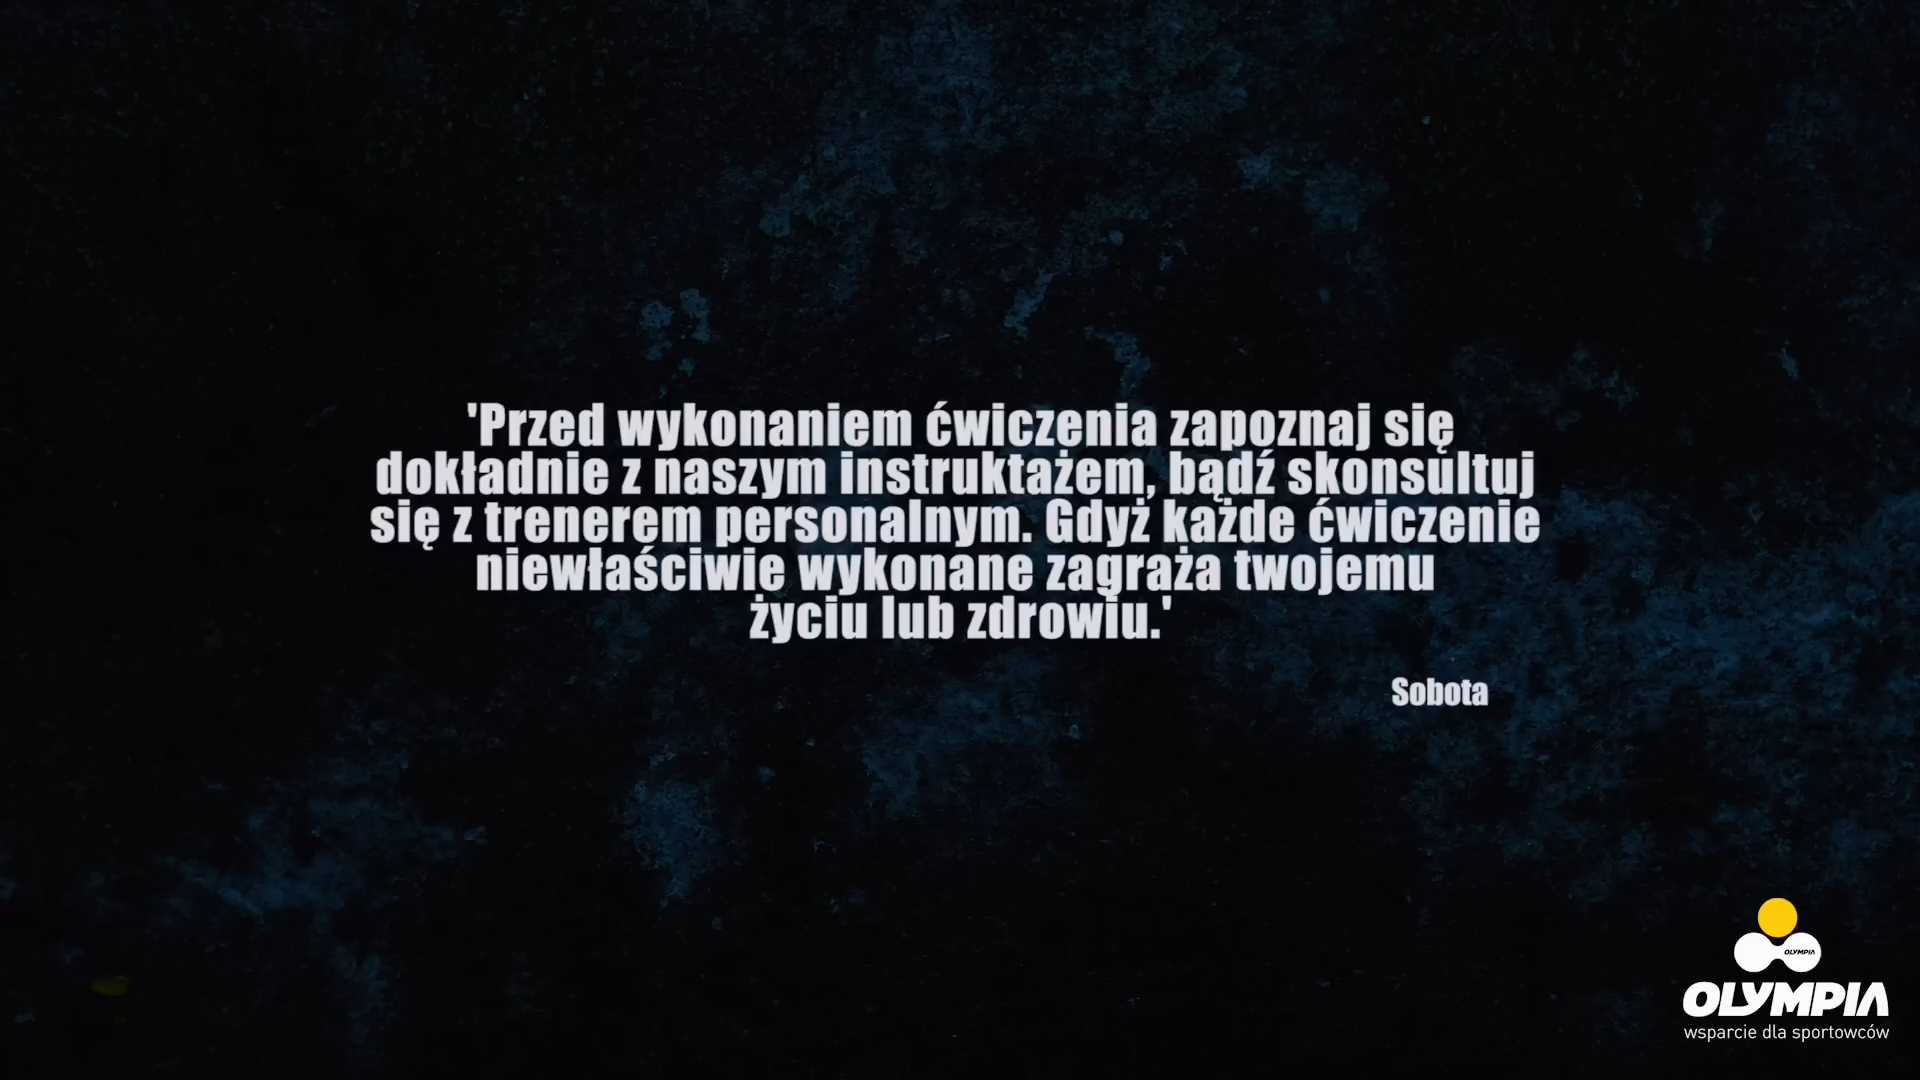 'Przed wykonaniem ćwiczenia zapoznaj się
dokładnie z naszym instruktażem, bądź skonsultuj
się z trenerem personalnym. Gdyż każde ćwiczenie
niewłaściwie wykonane zagraża twojemu
życiu lub zdrowiu.'
Sobota
OLYMPIA
OLYMPIA
wsparcie dla sportowców